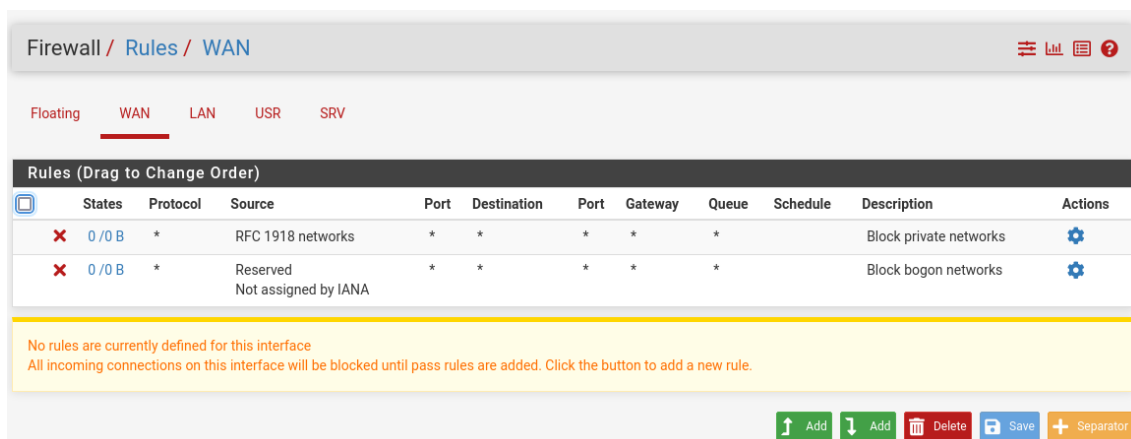 Firewall / Rules / WAN
Floating WAN LAN USR SRV
Rules (Drag to Change Order)
States Protocol Source Port Destination Port Gateway Queue Schedule Description Actions
0 /0 B * RFC 1918 networks * * * * * Block private networks
0 /0 B * Reserved * * * * * Block bogon networks
Not assigned by IANA
No rules are currently defined for this interface
All incoming connections on this interface will be blocked until pass rules are added. Click the button to add a new rule.
Add Add Delete Save Separator